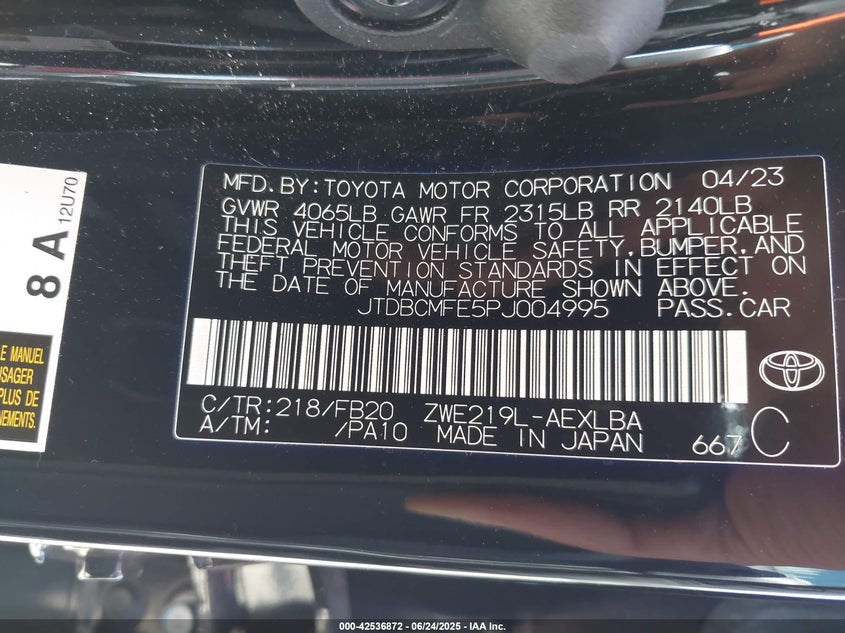 8 A
12U70
LE MANUEL
USAGER
PLUS DE
NEMENTS.
MFD.BY:TOYOTA MOTOR CORPORATION 04/23
GVWR 4065LB GAWR FR 2315LB RR 2140LB
THIS VEHICLE CONFORMS TO ALL APPLICABLE
FEDERAL MOTOR VEHICLE SAFETY,BUMPER,AND
THEFT PREVENTION STANDARDS IN EFFECT ON
THE DATE OF MANUFACTURE SHOWN ABOVE.
JTDBCMFE5PJ004995 PASS.CAR
C/TR:218/FB20 ZWE219L-AEXLBA
A/TM: /PA10 MADE IN JAPAN 667 C
000-42536872 - 06/24/2025 - IAA Inc.